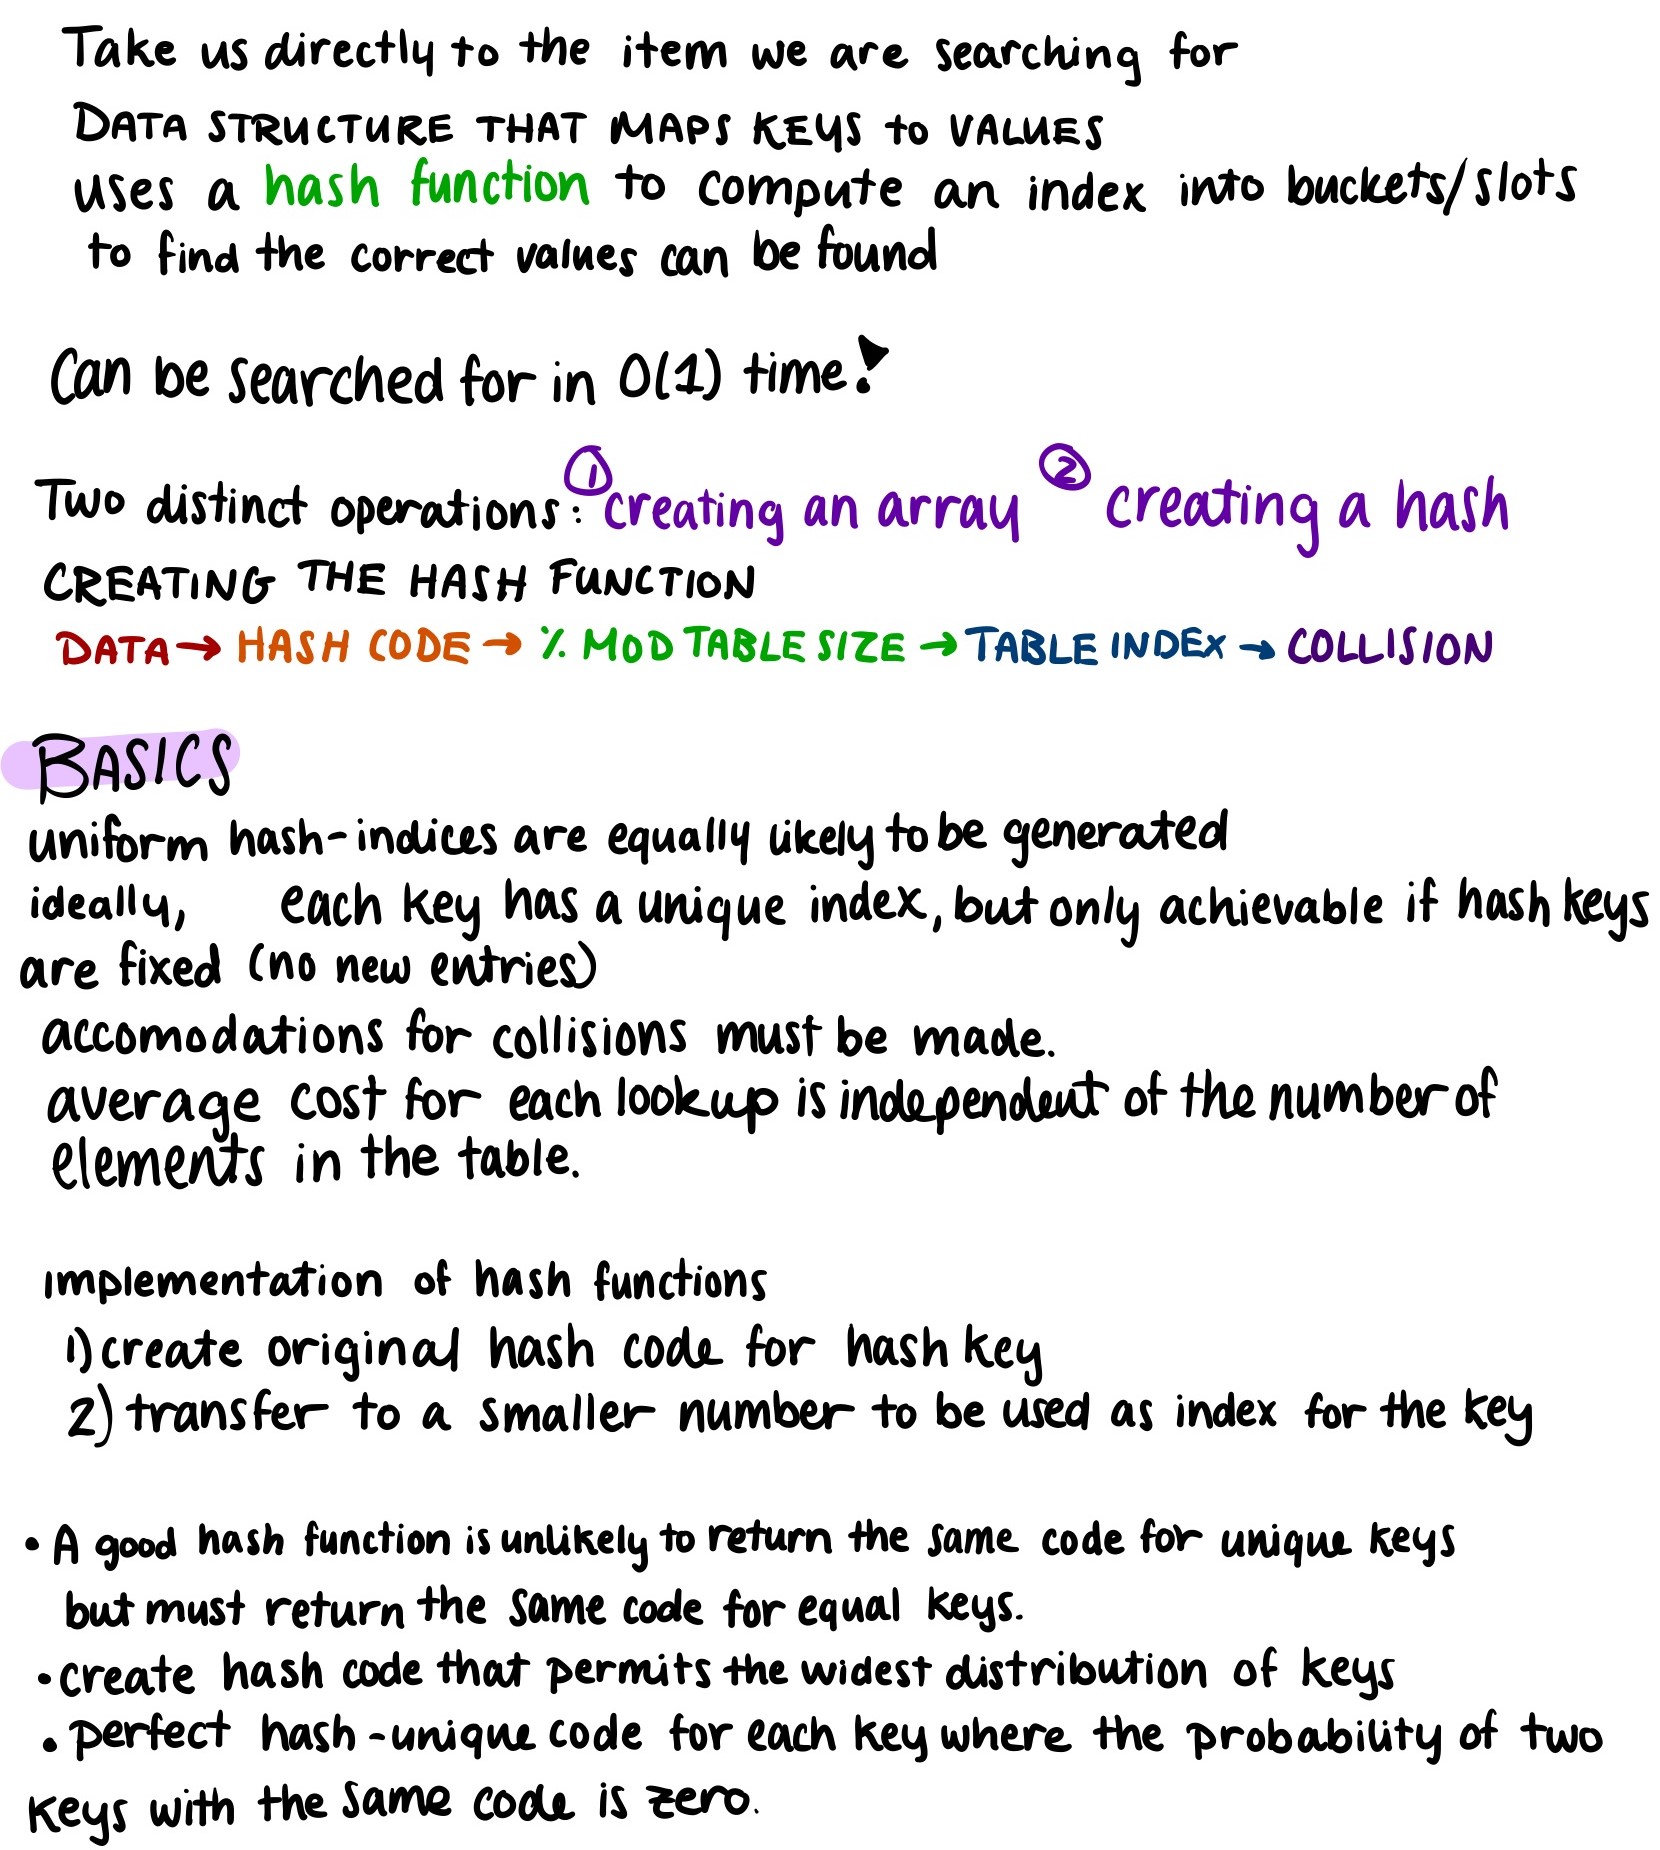 Take us directly to the item we are searching for
DATA STRUCTURE THAT MAPS KEYS to VALUES
uses a hash function to compute an index into buckets/slots
to find the correct values can be found
Can be searched for in O(1) time!
① ②
Two distinct operations: creating an array creating a hash
CREATING THE HASH FUNCTION
DATA → HASH CODE → % MOD TABLE SIZE → TABLE INDEX → COLLISION
BASICS
uniform hash-indices are equally likely to be generated
ideally, each key has a unique index, but only achievable if hash keys
are fixed (no new entries)
accomodations for collisions must be made.
average cost for each lookup is independent of the number of
elements in the table.
implementation of hash functions
1) create original hash code for hash key
2) transfer to a smaller number to be used as index for the key
• A good hash function is unlikely to return the same code for unique keys
but must return the same code for equal keys.
• create hash code that permits the widest distribution of keys
• perfect hash-unique code for each key where the probability of two
keys with the same code is zero.